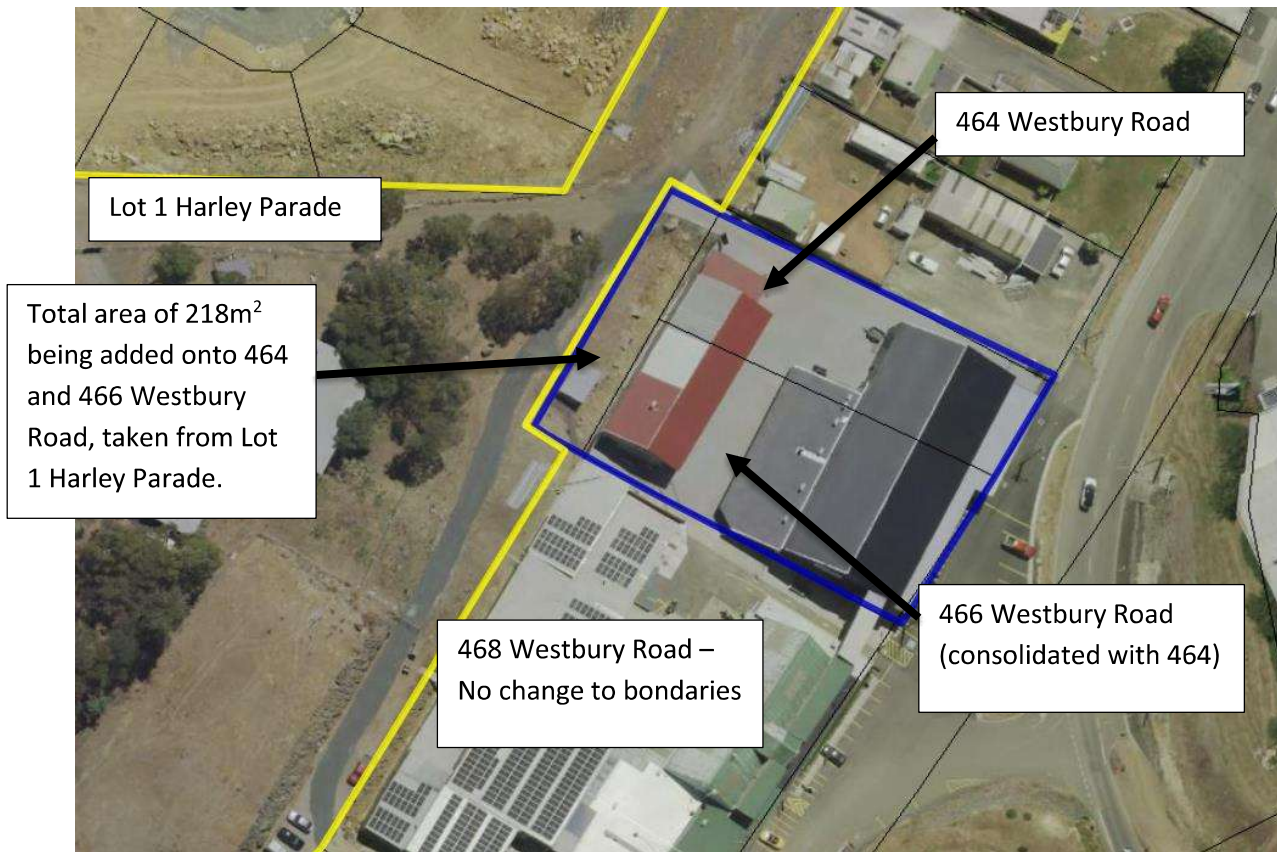 464 Westbury Road
Lot 1 Harley Parade
Total area of 218m²
being added onto 464
and 466 Westbury
Road, taken from Lot
1 Harley Parade.
466 Westbury Road
(consolidated with 464)
468 Westbury Road –
No change to bondaries